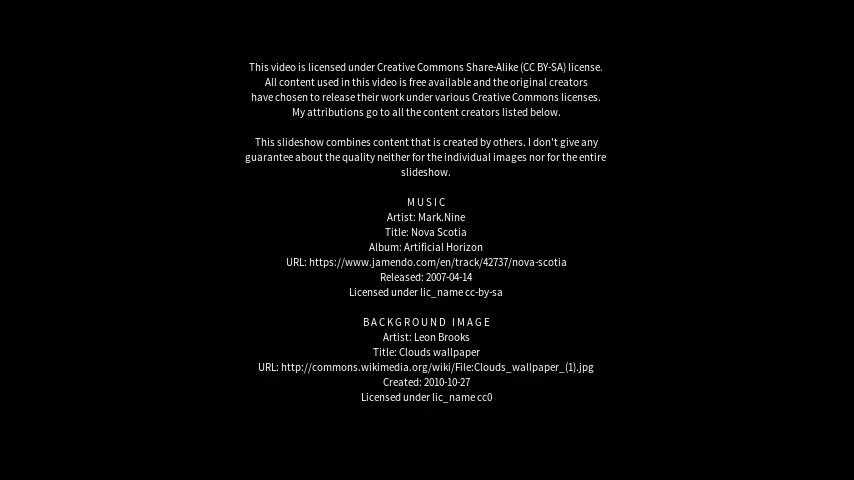 This video is licensed under Creative Commons Share-Alike (CC BY-SA) license.
All content used in this video is free available and the original creators
have chosen to release their work under various Creative Commons licenses.
My attributions go to all the content creators listed below.
This slideshow combines content that is created by others. I don't give any
guarantee about the quality neither for the individual images nor for the entire
slideshow.
M U S I C
Artist: Mark.Nine
Title: Nova Scotia
Album: Artificial Horizon
URL: https://www.jamendo.com/en/track/42737/nova-scotia
Released: 2007-04-14
Licensed under lic_name cc-by-sa
B A C K G R O U N D   I M A G E
Artist: Leon Brooks
Title: Clouds wallpaper
URL: http://commons.wikimedia.org/wiki/File:Clouds_wallpaper_(1).jpg
Created: 2010-10-27
Licensed under lic_name cc0